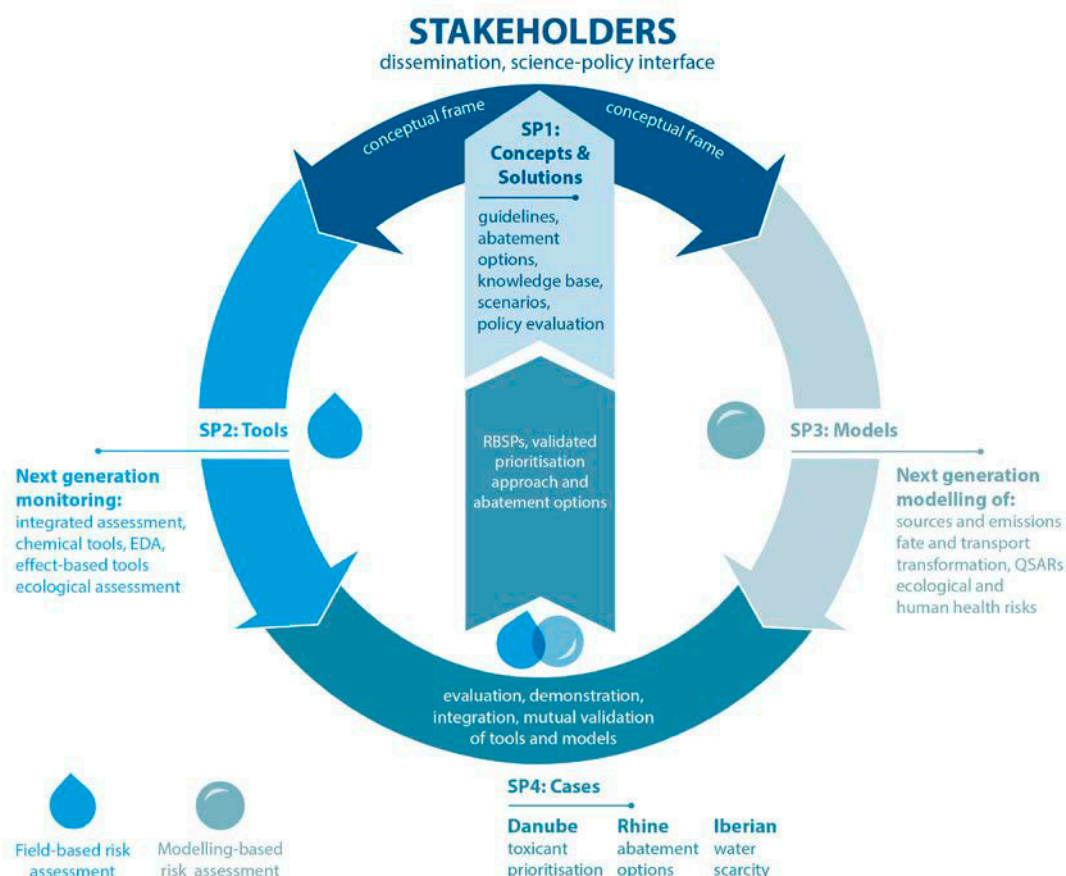 STAKEHOLDERS
dissemination, science-policy interface
conceptual frame
conceptual frame
SP1:
Concepts &
Solutions
guidelines,
abatement
options,
knowledge base,
scenarios,
policy evaluation
SP2: Tools
Next generation
monitoring:
integrated assessment,
chemical tools, EDA,
effect-based tools
ecological assessment
RBSPs, validated
prioritisation
approach and
abatement options
SP3: Models
Next generation
modelling of:
sources and emissions
fate and transport
transformation, QSARs
ecological and
human health risks
evaluation, demonstration,
integration, mutual validation
of tools and models
SP4: Cases
Danube
toxicant
prioritisation
Rhine
abatement
options
Iberian
water
scarcity
Field-based risk
assessment
Modelling-based
risk assessment